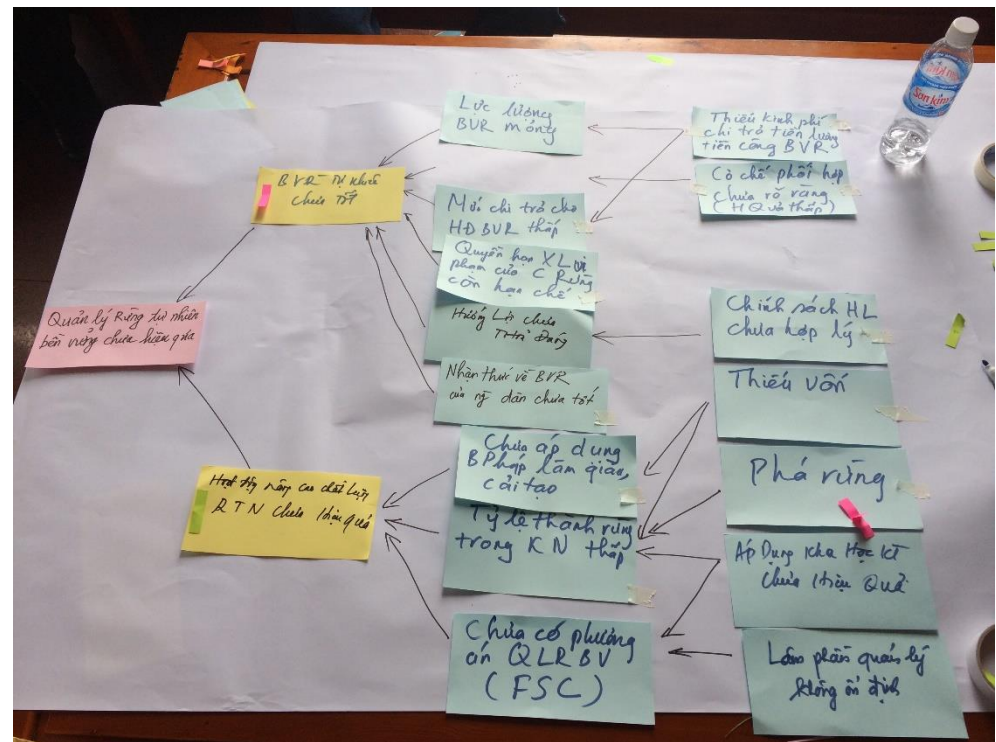 Quản lý Rừng tự nhiên
bền vững chưa hiệu quả
BVR
chưa tốt
Hoạt động nâng cao chất lượng
RTN chưa hiệu quả
Lực lượng
BVR mỏng
Mức chi trả cho
HĐ BVR thấp
Quyền hạn XL vi
phạm của C Rừng
còn hạn chế
Hưởng Lợi chưa
Đáng
Nhận thức về BVR
của ng dân chưa tốt
Chưa áp dụng
BPháp lâm sinh,
cải tạo
Tỷ lệ thành rừng
trong KN thấp
Chưa có phương
án QLRBV
(FSC)
Thiếu kinh phí
chi trả tiền lương
tiền công BVR
Cơ chế phối hợp
chưa rõ ràng
(HQuả thấp)
Chính sách HL
chưa hợp lý
Thiếu vốn
Phá rừng
Áp Dụng Khoa Học KT
chưa Hiệu Quả
Lâm phần quản lý
không ổn định